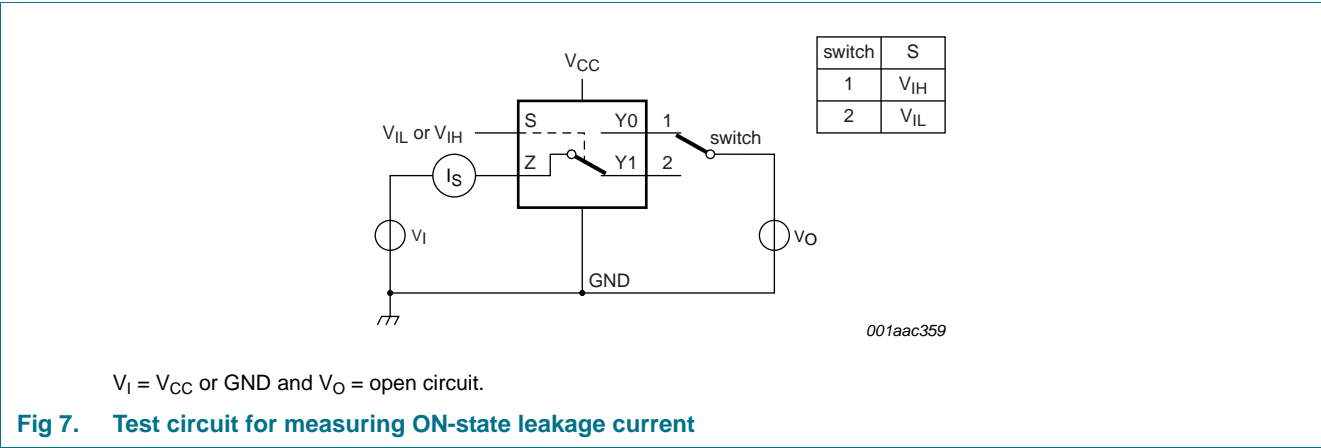 switch S
1 VIH
2 VIL
VCC
VIL or VIH
S
Y0
1
switch
Z
Y1
2
IS
VI
VO
GND
001aac359
VI = VCC or GND and VO = open circuit.
Fig 7. Test circuit for measuring ON-state leakage current